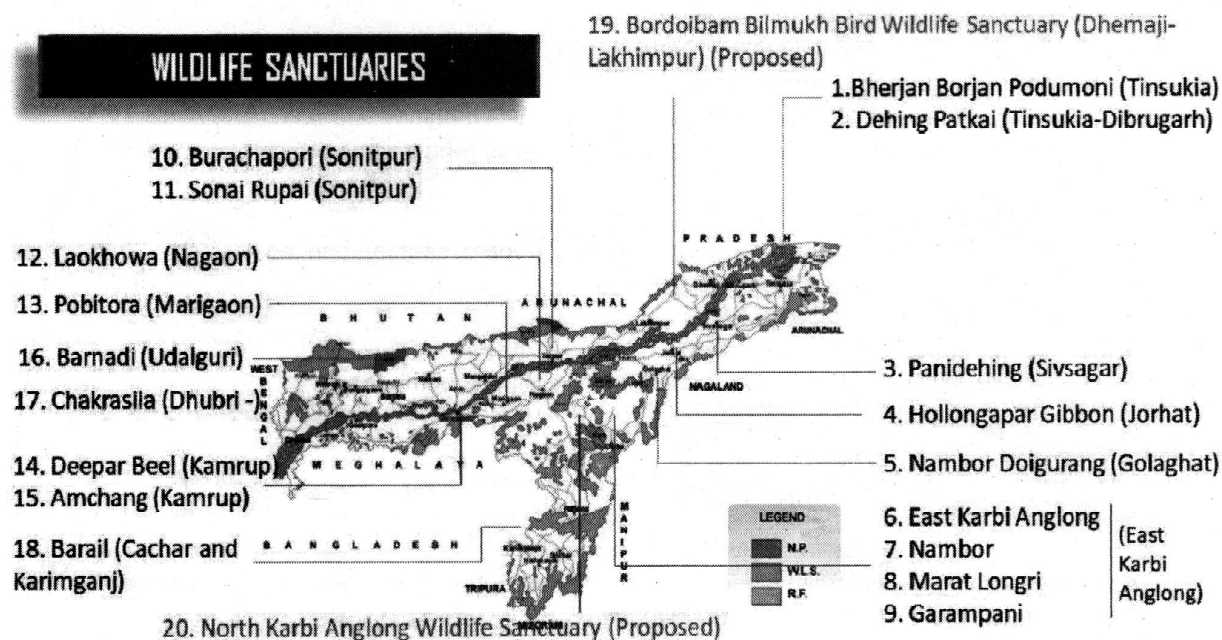 WILDLIFE SANCTUARIES
19. Bordoibam Bilmukh Bird Wildlife Sanctuary (Dhemaji-
Lakhimpur) (Proposed)
1.Bherjan Borjan Podumoni (Tinsukia)
2. Dehing Patkai (Tinsukia-Dibrugarh)
10. Burachapori (Sonitpur)
11. Sonai Rupai (Sonitpur)
12. Laokhowa (Nagaon)
13. Pobitora (Marigaon)
16. Barnadi (Udalguri)
17. Chakrasila (Dhubri -)
14. Deepar Beel (Kamrup)
15. Amchang (Kamrup)
18. Barail (Cachar and
Karimganj)
PRADESH
ARUNACHAL
BHUTAN
WEST
BENGAL
MEGHALAYA
BANGLADESH
TRIPURA
MANIPUR
NAGALAND
ARUNACHAL
3. Panidehing (Sivsagar)
4. Hollongapar Gibbon (Jorhat)
5. Nambor Doigurang (Golaghat)
6. East Karbi Anglong
7. Nambor
8. Marat Longri
9. Garampani
(East
Karbi
Anglong)
LEGEND
N.P.
W.L.S.
R.F.
20. North Karbi Anglong Wildlife Sanctuary (Proposed)